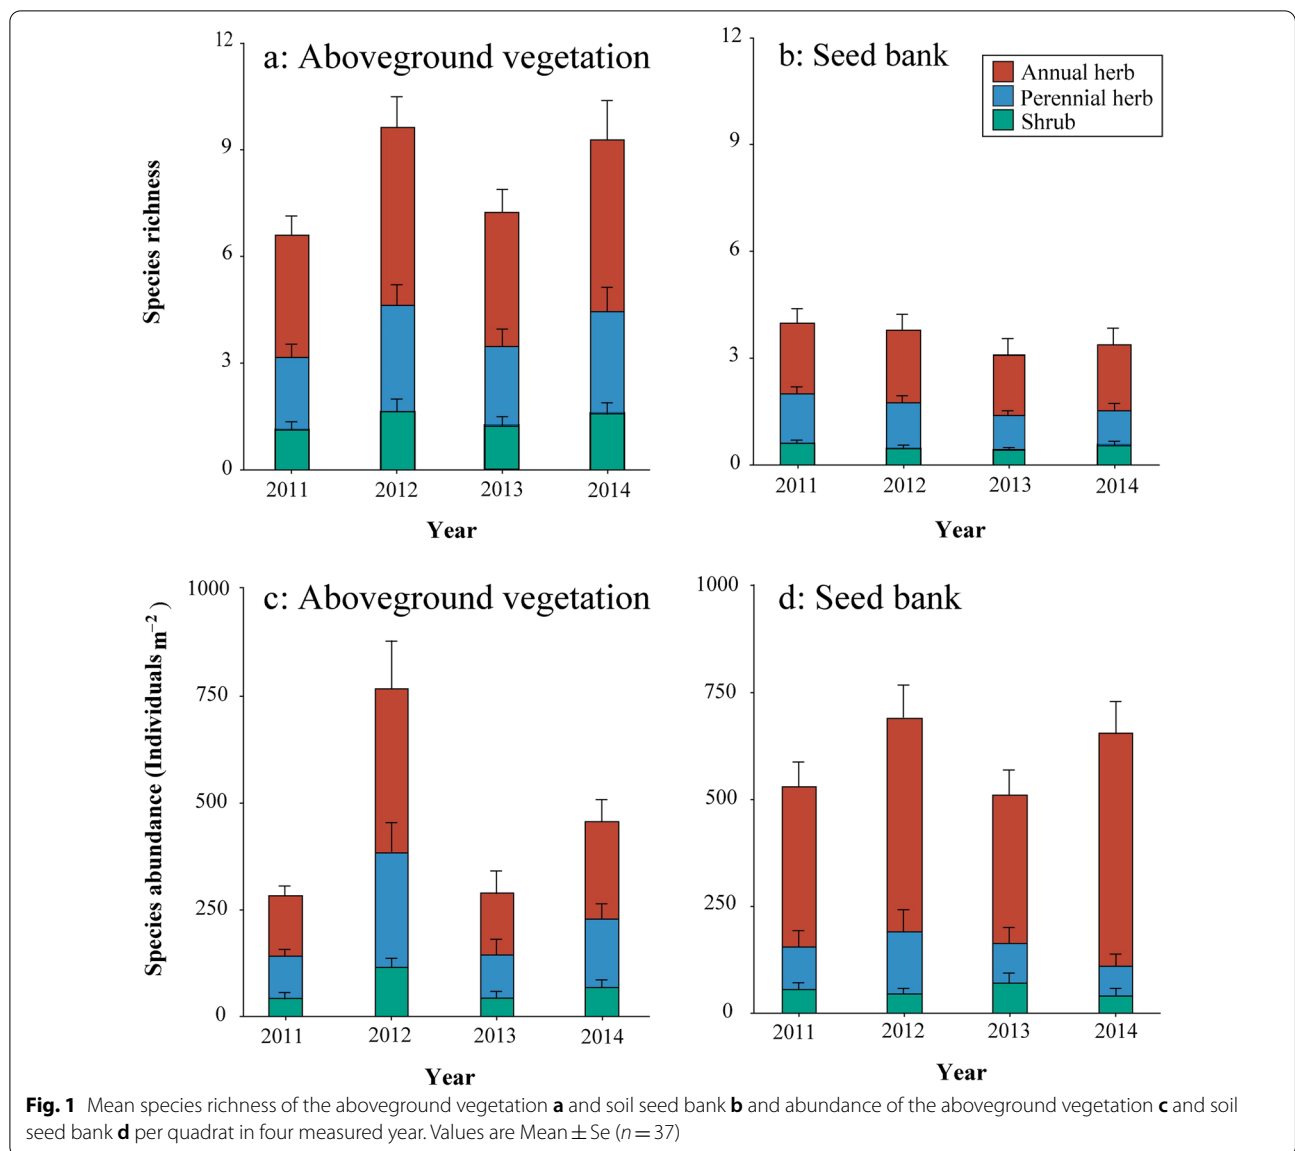 a: Aboveground vegetation
12
9
6
3
0
Species richness
2011
2012
2013
2014
Year
b: Seed bank
12
9
6
3
0
Annual herb
Perennial herb
Shrub
2011
2012
2013
2014
Year
c: Aboveground vegetation
1000
750
500
250
0
Species abundance (Individuals m⁻²)
2011
2012
2013
2014
Year
d: Seed bank
1000
750
500
250
0
2011
2012
2013
2014
Year
Fig. 1 Mean species richness of the aboveground vegetation a and soil seed bank b and abundance of the aboveground vegetation c and soil
seed bank d per quadrat in four measured year. Values are Mean ± Se (n = 37)